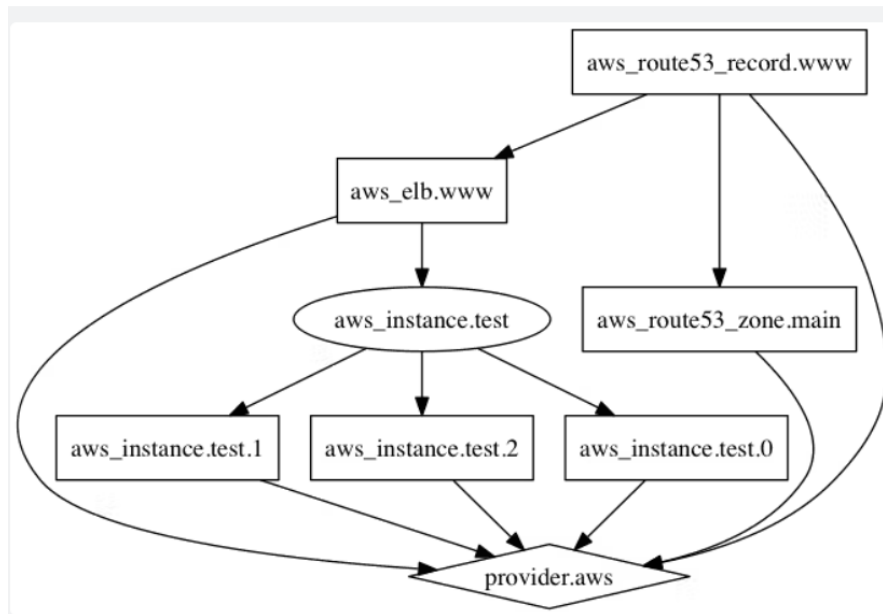 aws_route53_record.www
aws_elb.www
aws_instance.test
aws_route53_zone.main
aws_instance.test.1
aws_instance.test.2
aws_instance.test.0
provider.aws